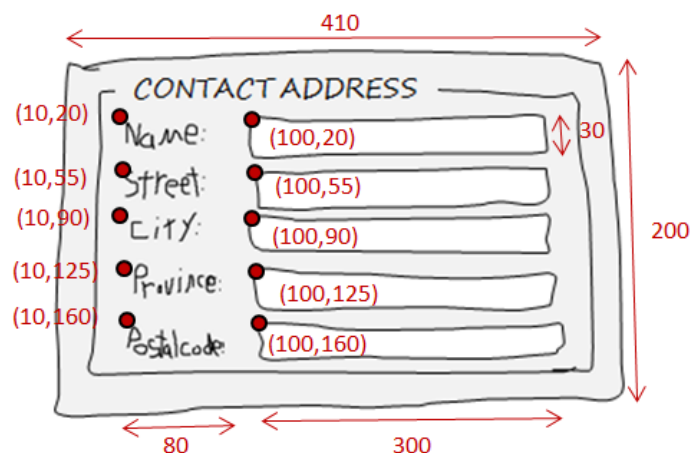 410
CONTACT ADDRESS
(10,20) Name: (100,20) 30
(10,55) Street: (100,55)
(10,90) City: (100,90) 200
(10,125) Province: (100,125)
(10,160) Postalcode: (100,160)
80 300